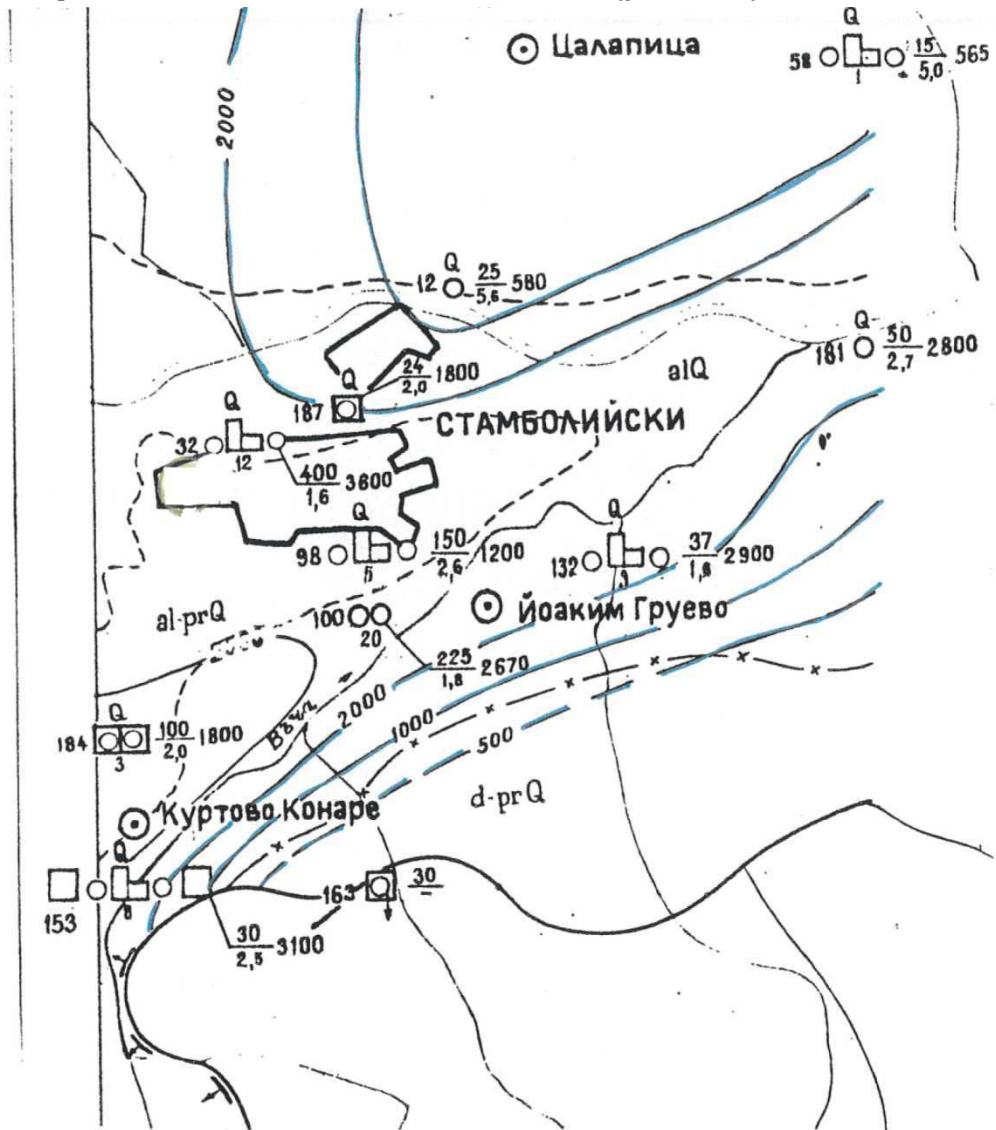 Q
Цалапица
58 1 15/5,0 565
2000
Q
12 25/5,6 580
Q
181 50/2,7 2800
alQ
24/2,0 1800
Q
187
СТАМБОЛИЙСКИ
Q
32 12 400/1,6 3600
Q
98 5 150/2,6 1200
Q
132 37/1,8 2900
100 20
Йоаким Груево
al-prQ
225/1,8 2670
2000
1000
500
Q
184 3 100/2,0 1800
d-prQ
Куртово Конаре
Q
153 30/2,5 3100
163 30/–